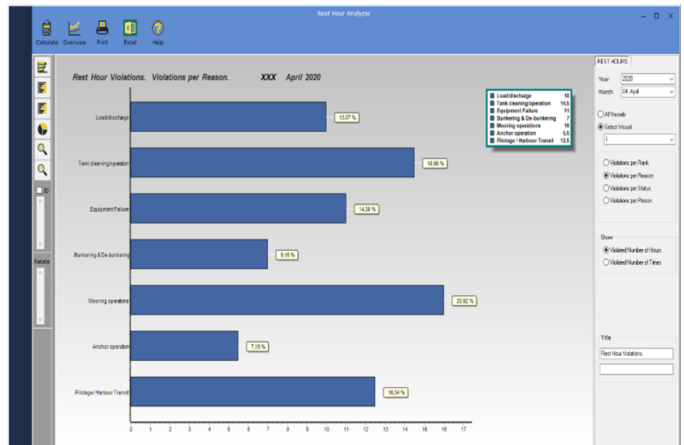 Rest Hour Analyzer
Calculate Overview Print Excel Help
REST HOURS
Year 2020
Month 04. April
All Vessels
Select Vessel
Violations per Rank
Violations per Reason
Violations per Status
Violations per Person
Show
Violated Number of Hours
Violated Number of Times
Title
Rest Hour Violations.
3D
Rotate
Rest Hour Violations. Violations per Reason. XXX April 2020
Load/discharge 10
Tank cleaning/operation 14,5
Equipment Failure 11
Bunkering & De-bunkering 7
Mooring operations 16
Anchor operation 5,5
Pilotage / Harbour Transit 12,5
Load/discharge 13,07 %
Tank cleaning/operation 18,95 %
Equipment Failure 14,38 %
Bunkering & De-bunkering 9,15 %
Mooring operations 20,92 %
Anchor operation 7,19 %
Pilotage / Harbour Transit 16,34 %
0 1 2 3 4 5 6 7 8 9 10 11 12 13 14 15 16 17